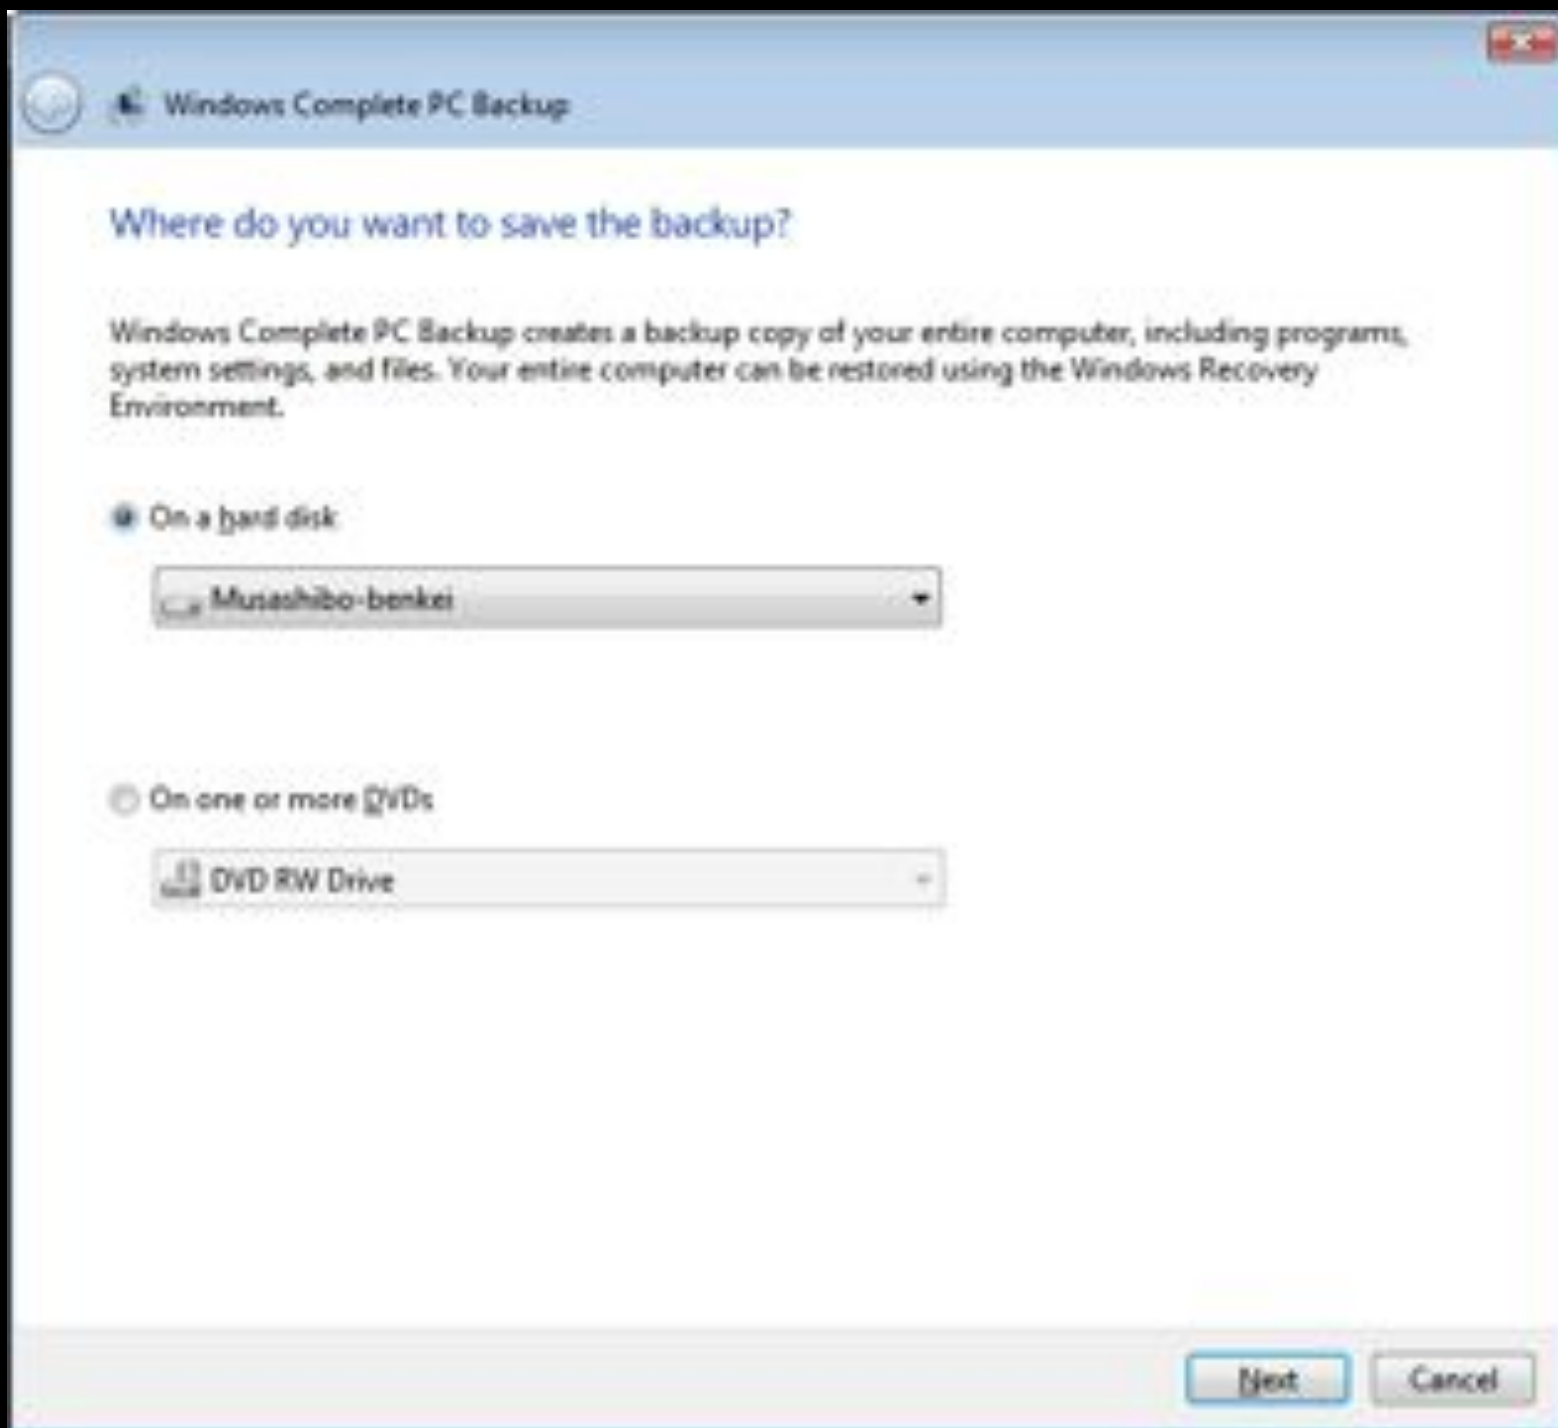 Windows Complete PC Backup
Where do you want to save the backup?
Windows Complete PC Backup creates a backup copy of your entire computer, including programs,
system settings, and files. Your entire computer can be restored using the Windows Recovery
Environment.
On a hard disk
Musashibo-benkei
On one or more DVDs
DVD RW Drive
Next
Cancel